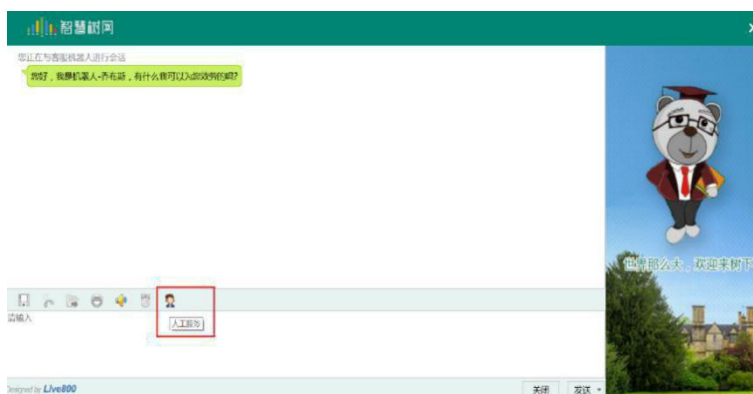 智慧树网
您正在与客服机器人进行会话
您好，我是机器人-乔布斯，有什么我可以为您效劳的吗?
世界那么大、欢迎来树下
人工服务
请输入
Designed by Live800
关闭
发送